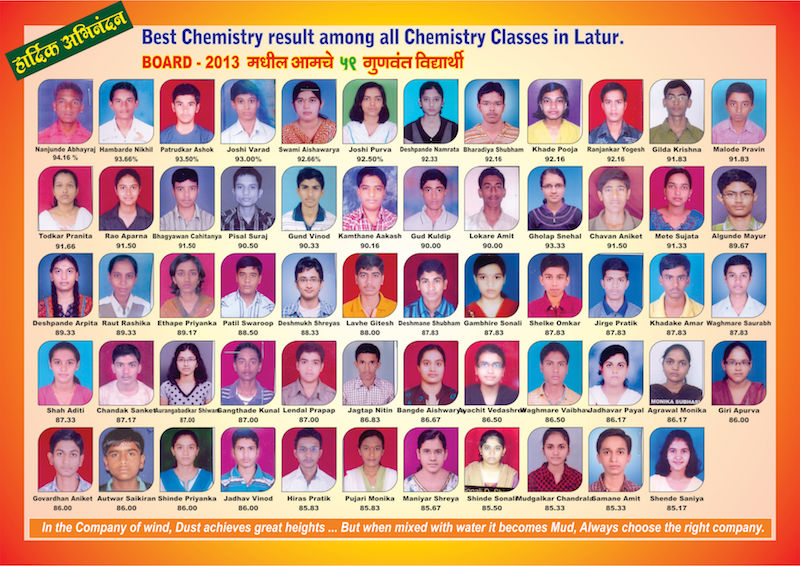 हार्दिक अभिनंदन
Best Chemistry result among all Chemistry Classes in Latur.
BOARD - 2013 मधील आमचे ५९ गुणवंत विद्यार्थी
Nanjunde Abhayraj Hambarde Nikhil Patrudkar Ashok Joshi Varad Swami Aishawarya Joshi Purva Deshpande Namrata Bharadiya Shubham Khade Pooja Ranjankar Yogesh Gilda Krishna Malode Pravin
94.16 % 93.66% 93.50% 93.00% 92.66% 92.50% 92.33 92.16 92.16 92.16 91.83 91.83
Todkar Pranita Rao Aparna Bhagyawan Cahitanya Pisal Suraj Gund Vinod Kamthane Aakash Gud Kuldip Lokare Amit Gholap Snehal Chavan Aniket Mete Sujata Algunde Mayur
91.66 91.50 91.50 90.50 90.33 90.16 90.00 90.00 93.33 91.50 91.33 89.67
Deshpande Arpita Raut Rashika Ethape Priyanka Patil Swaroop Deshmukh Shreyas Lavhe Gitesh Deshmane Shubham Gambhire Sonali Shelke Omkar Jirge Pratik Khadake Amar Waghmare Saurabh
89.33 89.33 89.17 88.50 88.33 88.00 87.83 87.83 87.83 87.83 87.83 87.83
MONIKA SUBHASH
Shah Aditi Chandak Sanket Aurangabadkar Shiwani Gangthade Kunal Lendal Prapap Jagtap Nitin Bangde Aishwarya Ayachit Vedashree Waghmare Vaibhav Jadhavar Payal Agrawal Monika Giri Apurva
87.33 87.17 87.00 87.00 87.00 86.83 86.67 86.50 86.50 86.17 86.17 86.00
Govardhan Aniket Autwar Saikiran Shinde Priyanka Jadhav Vinod Hiras Pratik Pujari Monika Maniyar Shreya Shinde Sonali Mudgalkar Chandrala Gamane Amit Shende Saniya
86.00 86.00 86.00 86.00 85.83 85.83 85.67 85.50 85.33 85.33 85.17
In the Company of wind, Dust achieves great heights ... But when mixed with water it becomes Mud, Always choose the right company.